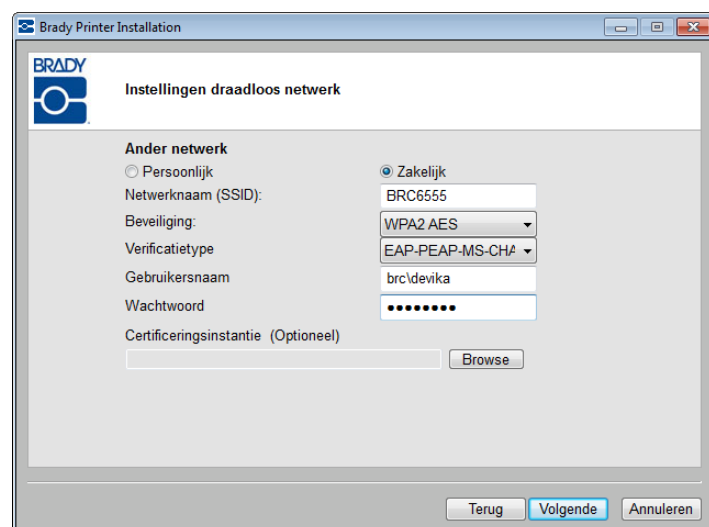 Brady Printer Installation
BRADY
Instellingen draadloos netwerk
Ander netwerk
Persoonlijk Zakelijk
Netwerknaam (SSID): BRC6555
Beveiliging: WPA2 AES
Verificatietype EAP-PEAP-MS-CHA
Gebruikersnaam brc\devika
Wachtwoord ●●●●●●●●
Certificeringsinstantie (Optioneel)
Browse
Terug Volgende Annuleren